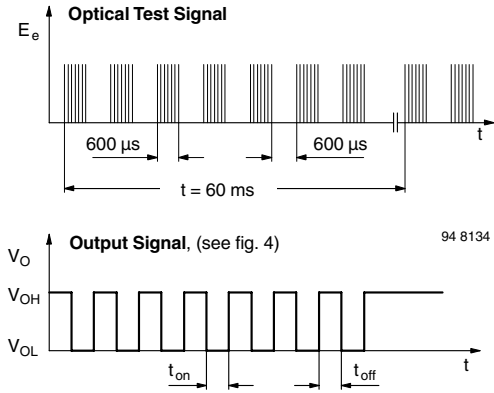 Optical Test Signal
E e
t
600 µs
600 µs
t = 60 ms
94 8134
Output Signal, (see fig. 4)
V O
V OH
V OL
t on
t off
t